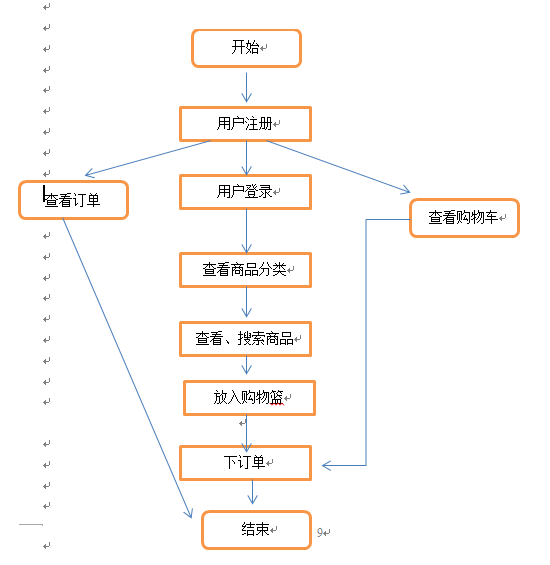 开始
用户注册
查看订单
用户登录
查看购物车
查看商品分类
查看、搜索商品
放入购物篮
下订单
结束
9